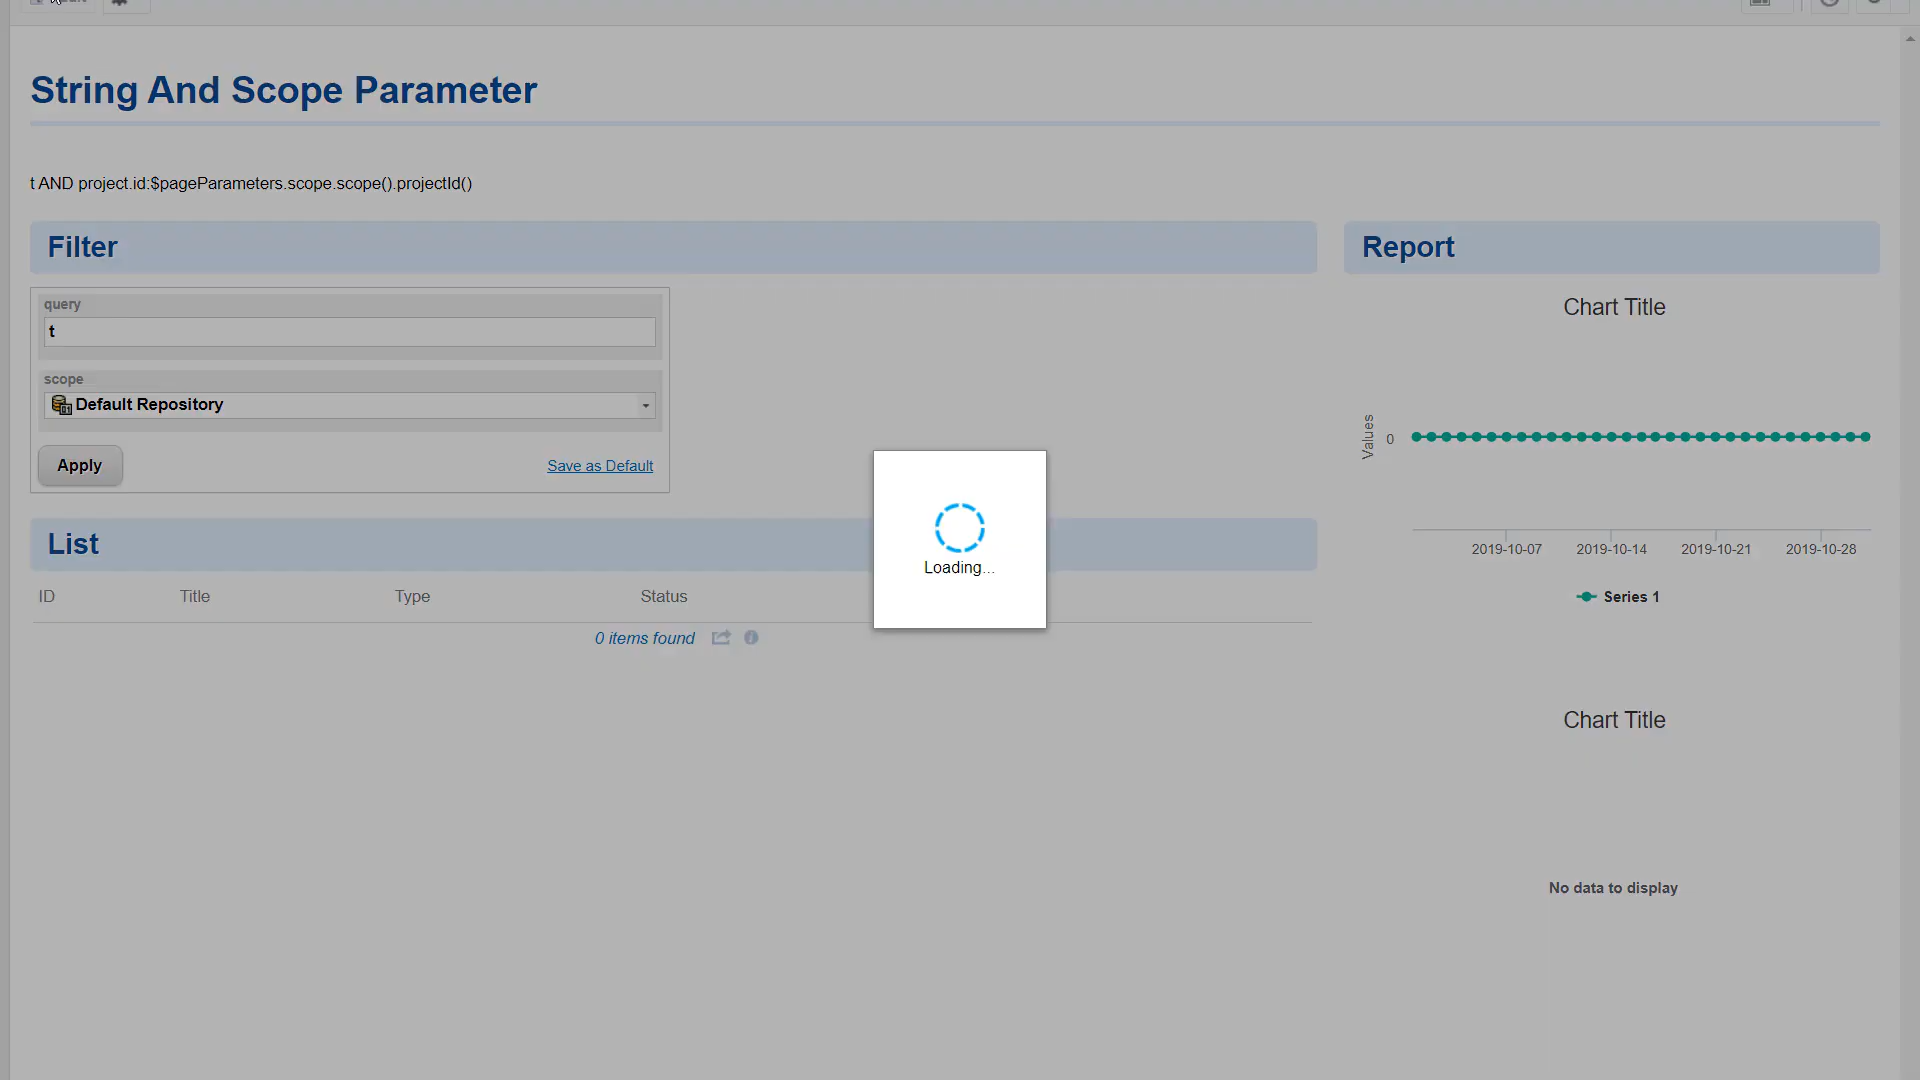 String And Scope Parameter
t AND project.id:$pageParameters.scope.scope().projectId()
Filter
query
t
scope
Default Repository
Apply
Save as Default
List
ID Title Type Status
0 items found
Loading...
Report
Chart Title
Values
0
2019-10-07 2019-10-14 2019-10-21 2019-10-28
Series 1
Chart Title
No data to display